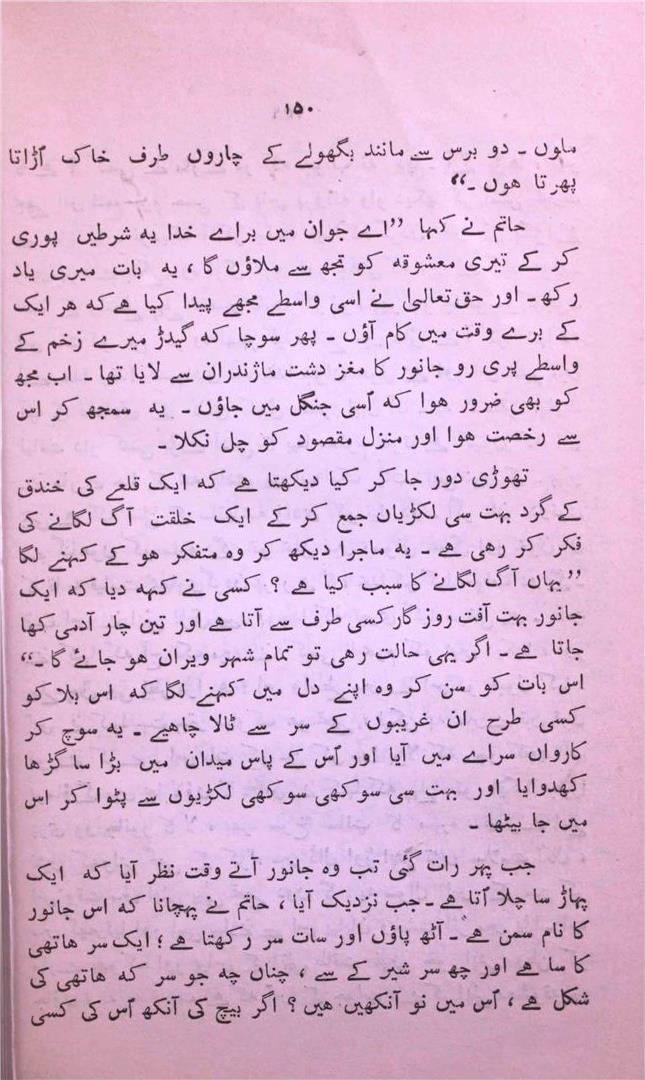 ۱۵۰
ملوں ۔ دو برس سے مانند بگھولے کے چاروں طرف خاک اُڑاتا
پھرتا ہوں ۔“
حاتم نے کہا ”اے جوان میں براے خدا یہ شرطیں پوری
کر کے تیری معشوقہ کو تجھ سے ملاؤں گا ، یہ بات میری یاد
رکھ ۔ اور حق تعالیٰ نے اسی واسطے مجھے پیدا کیا ہے کہ ہر ایک
کے برے وقت میں کام آؤں ۔ پھر سوچا کہ گیدڑ میرے زخم کے
واسطے پری رو جانور کا مغز دشت ماژندران سے لایا تھا ۔ اب مجھ
کو بھی ضرور ہوا کہ اُسی جنگل میں جاؤں ۔ یہ سمجھ کر اس
سے رخصت ہوا اور منزل مقصود کو چل نکلا ۔
تھوڑی دور جا کر کیا دیکھتا ہے کہ ایک قلعے کی خندق
کے گرد بہت سی لکڑیاں جمع کر کے ایک خلقت آگ لگانے کی
فکر کر رہی ہے ۔ یہ ماجرا دیکھ کر وہ متفکر ہو کے کہنے لگا
”یہاں آگ لگانے کا سبب کیا ہے ؟ کسی نے کہہ دیا کہ ایک
جانور بہت آفت روز گار کسی طرف سے آتا ہے اور تین چار آدمی کھا
جاتا ہے ۔ اگر یہی حالت رہی تو تمام شہر ویران ہو جائے گا ۔“
اس بات کو سن کر وہ اپنے دل میں کہنے لگا کہ اس بلا کو
کسی طرح ان غریبوں کے سر سے ٹالا چاہیے ۔ یہ سوچ کر
کارواں سراے میں آیا اور اُس کے پاس میدان میں بڑا سا گڑھا
کھدوایا اور بہت سی سوکھی سوکھی لکڑیوں سے پٹوا کر اس
میں جا بیٹھا ۔
جب پہر رات گئی تب وہ جانور آتے وقت نظر آیا کہ ایک
پہاڑ سا چلا آتا ہے ۔ جب نزدیک آیا ، حاتم نے پہچانا کہ اس جانور
کا نام سمن ہے ۔ آٹھ پاؤں اور سات سر رکھتا ہے ؛ ایک سر ہاتھی
کا سا ہے اور چھ سر شیر کے سے ، چناں چہ جو سر کہ ہاتھی کی
شکل ہے ، اُس میں نو آنکھیں ہیں ؟ اگر بیچ کی آنکھ اُس کی کسی